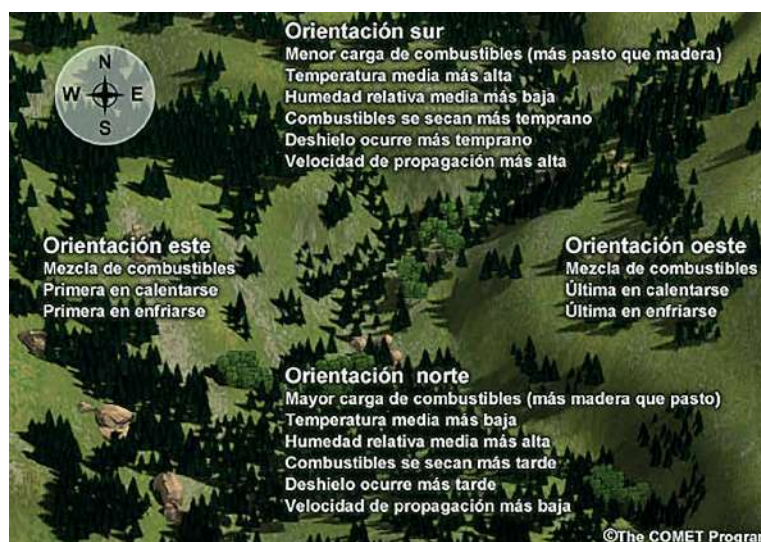 Orientación sur
Menor carga de combustibles (más pasto que madera)
Temperatura media más alta
Humedad relativa media más baja
Combustibles se secan más temprano
Deshielo ocurre más temprano
Velocidad de propagación más alta
N
W E
S
Orientación este
Mezcla de combustibles
Primera en calentarse
Primera en enfriarse
Orientación oeste
Mezcla de combustibles
Última en calentarse
Última en enfriarse
Orientación norte
Mayor carga de combustibles (más madera que pasto)
Temperatura media más baja
Humedad relativa media más alta
Combustibles se secan más tarde
Deshielo ocurre más tarde
Velocidad de propagación más baja
©The COMET Program